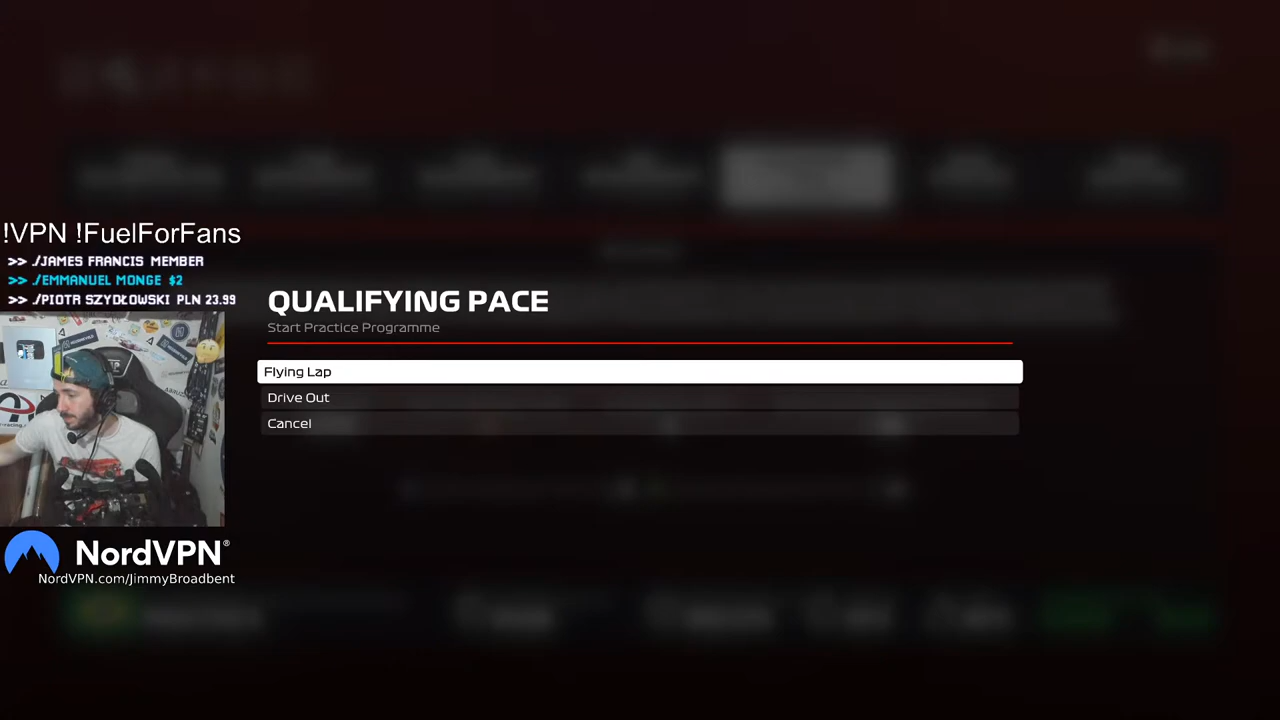 !VPN !FuelForFans
>> ./JAMES FRANCIS MEMBER
>> ./EMMANUEL MONGE $2
>> ./PIOTR SZYDŁOWSKI PLN 23.99
QUALIFYING PACE
Start Practice Programme
Flying Lap
Drive Out
Cancel
NordVPN®
NordVPN.com/JimmyBroadbent